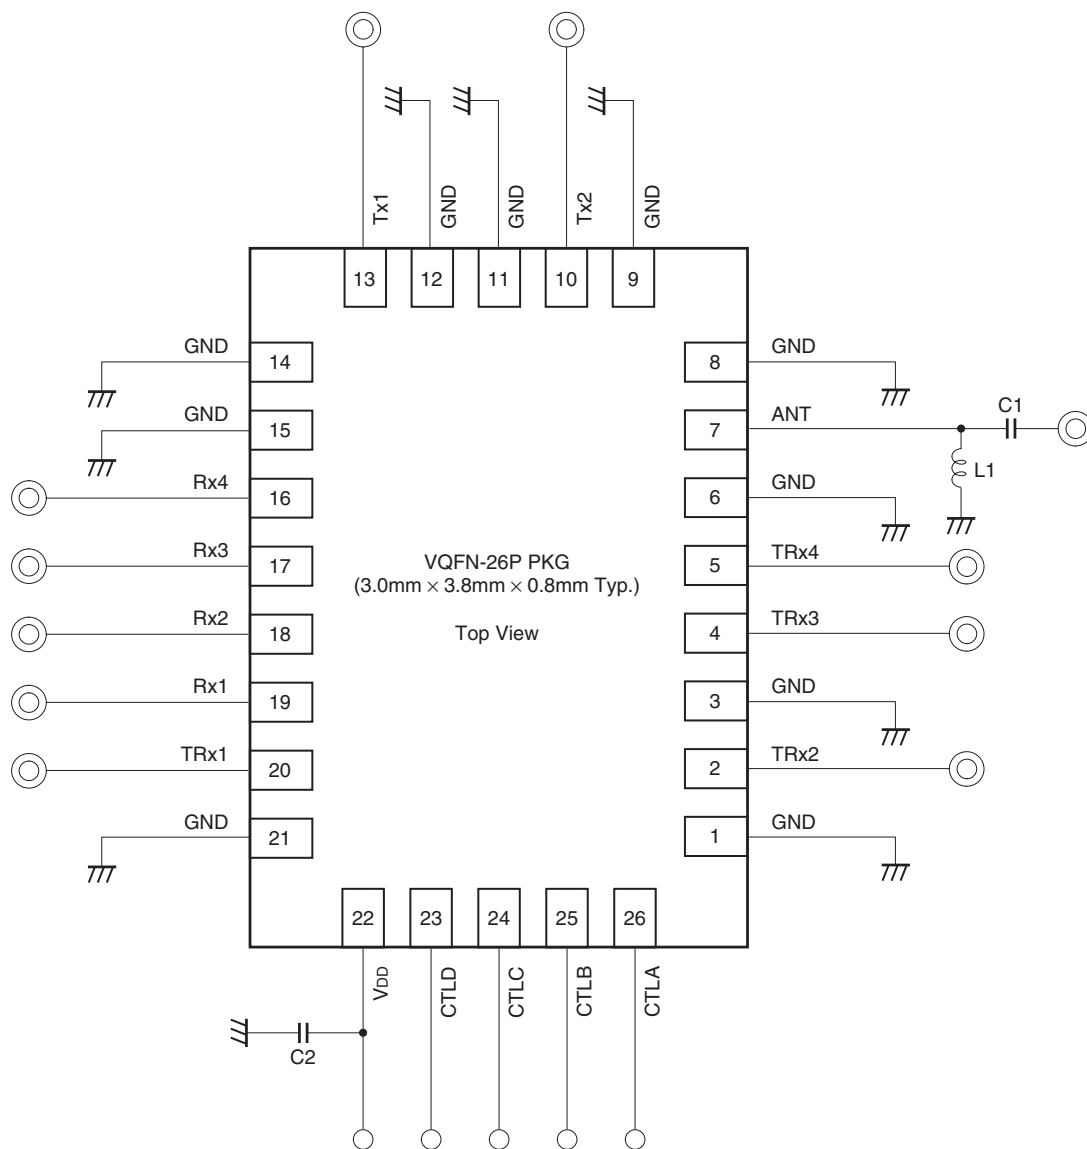 Tx1
GND
GND
Tx2
GND
13
12
11
10
9
GND
14
8
GND
GND
15
7
ANT
C1
L1
Rx4
16
6
GND
Rx3
17
5
TRx4
VQFN-26P PKG
(3.0mm × 3.8mm × 0.8mm Typ.)
Top View
Rx2
18
4
TRx3
Rx1
19
3
GND
TRx1
20
2
TRx2
GND
21
1
GND
22
23
24
25
26
VDD
CTLD
CTLC
CTLB
CTLA
C2